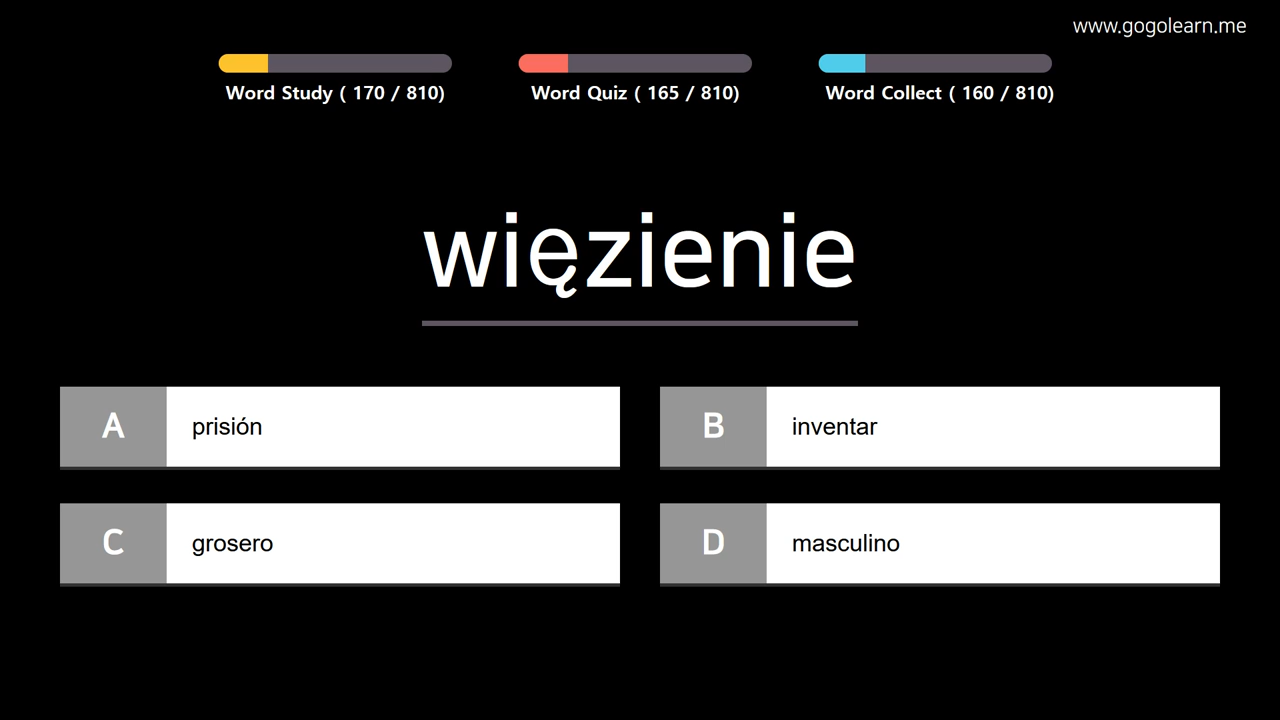 www.gogolearn.me
Word Study ( 170 / 810)
Word Quiz ( 165 / 810)
Word Collect ( 160 / 810)
więzienie
A prisión
B inventar
C grosero
D masculino